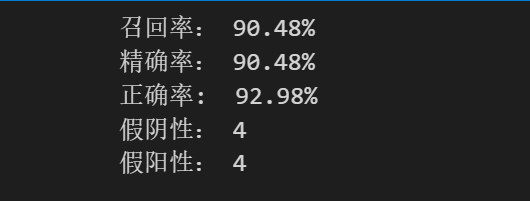 召回率： 90.48%
精确率： 90.48%
正确率： 92.98%
假阴性： 4
假阳性： 4